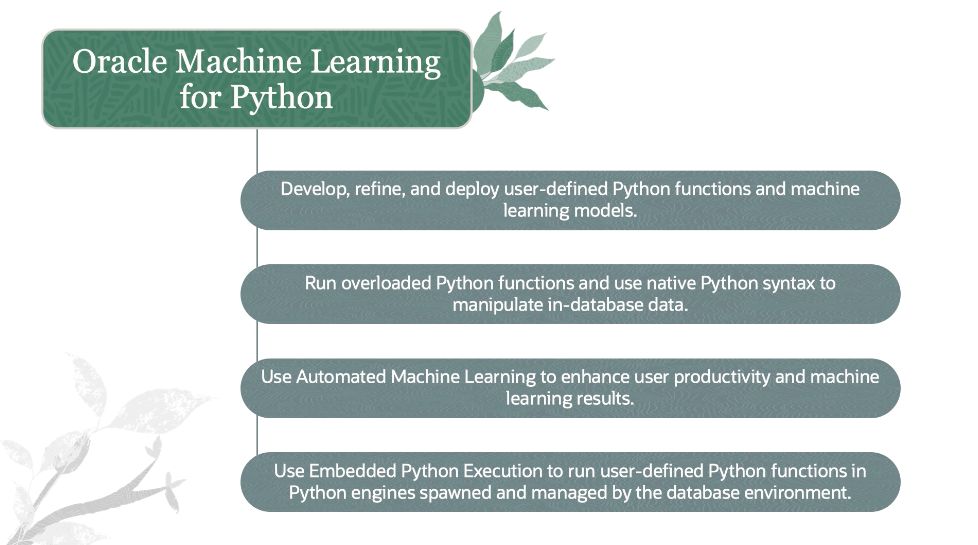 Oracle Machine Learning
for Python
Develop, refine, and deploy user-defined Python functions and machine
learning models.
Run overloaded Python functions and use native Python syntax to
manipulate in-database data.
Use Automated Machine Learning to enhance user productivity and machine
learning results.
Use Embedded Python Execution to run user-defined Python functions in
Python engines spawned and managed by the database environment.